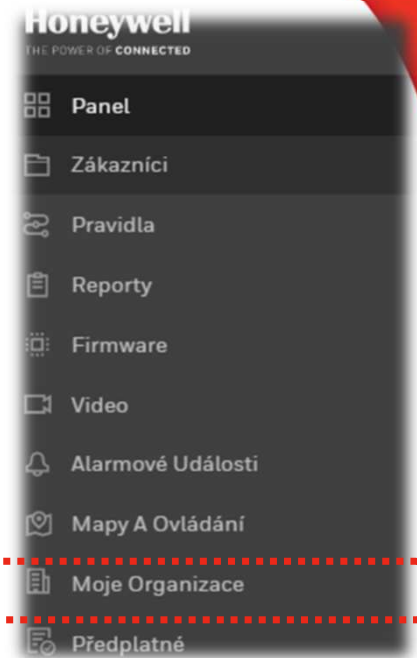 Honeywell
THE POWER OF CONNECTED
Panel
Zákazníci
Pravidla
Reporty
Firmware
Video
Alarmové Události
Mapy A Ovládání
Moje Organizace
Předplatné